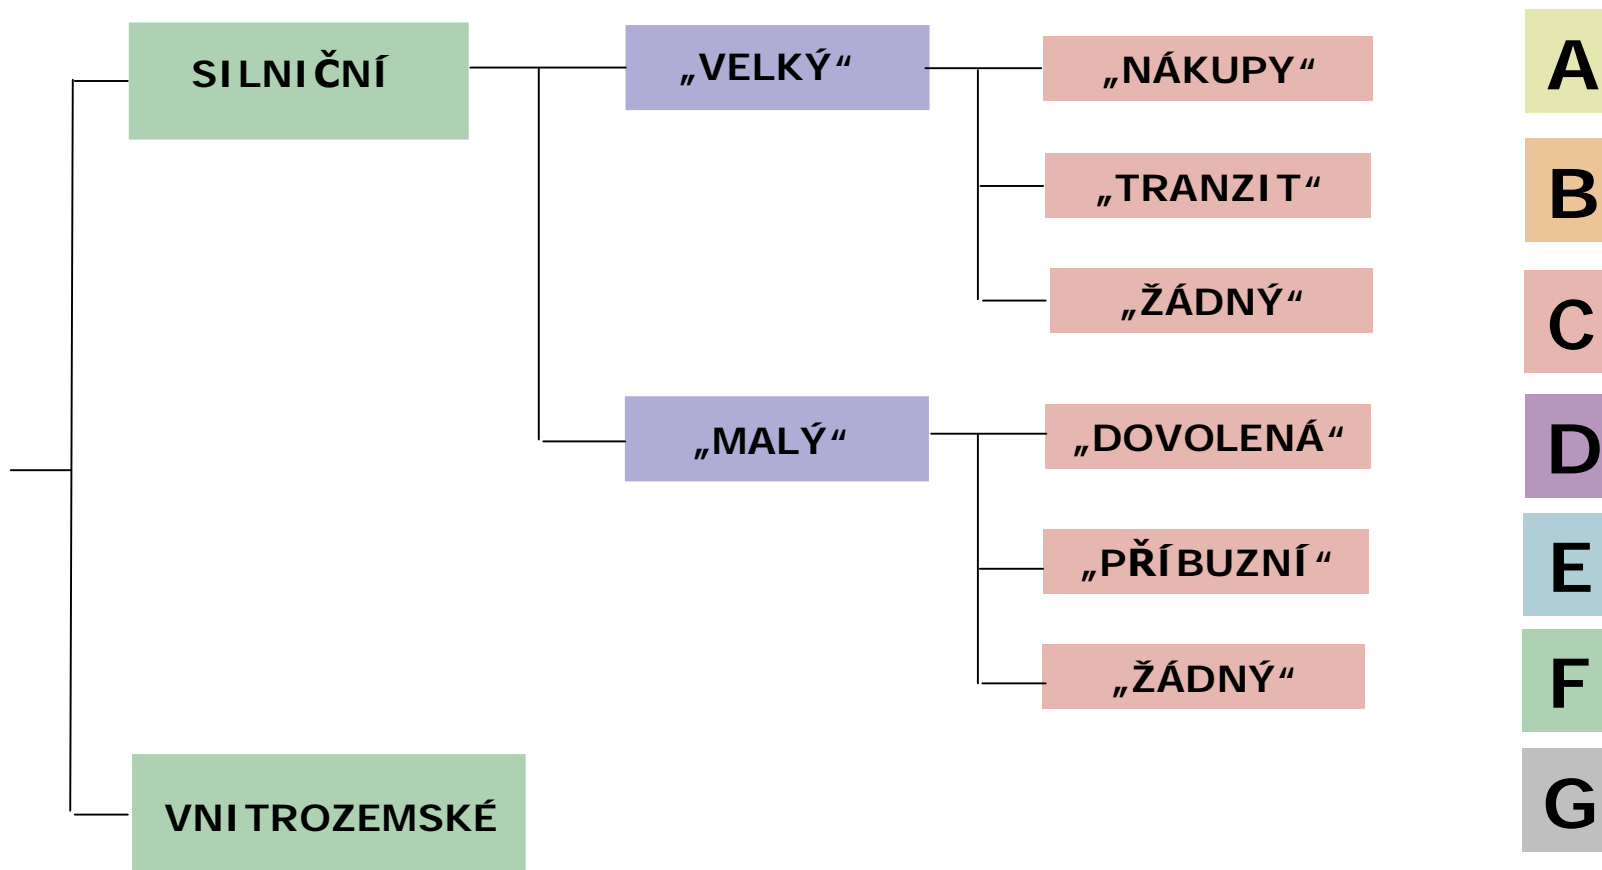 SILNIČNÍ
„VELKÝ“
„NÁKUPY“
„TRANZIT“
„ŽÁDNÝ“
„MALÝ“
„DOVOLENÁ“
„PŘÍBUZNÍ“
„ŽÁDNÝ“
VNITROZEMSKÉ
A
B
C
D
E
F
G